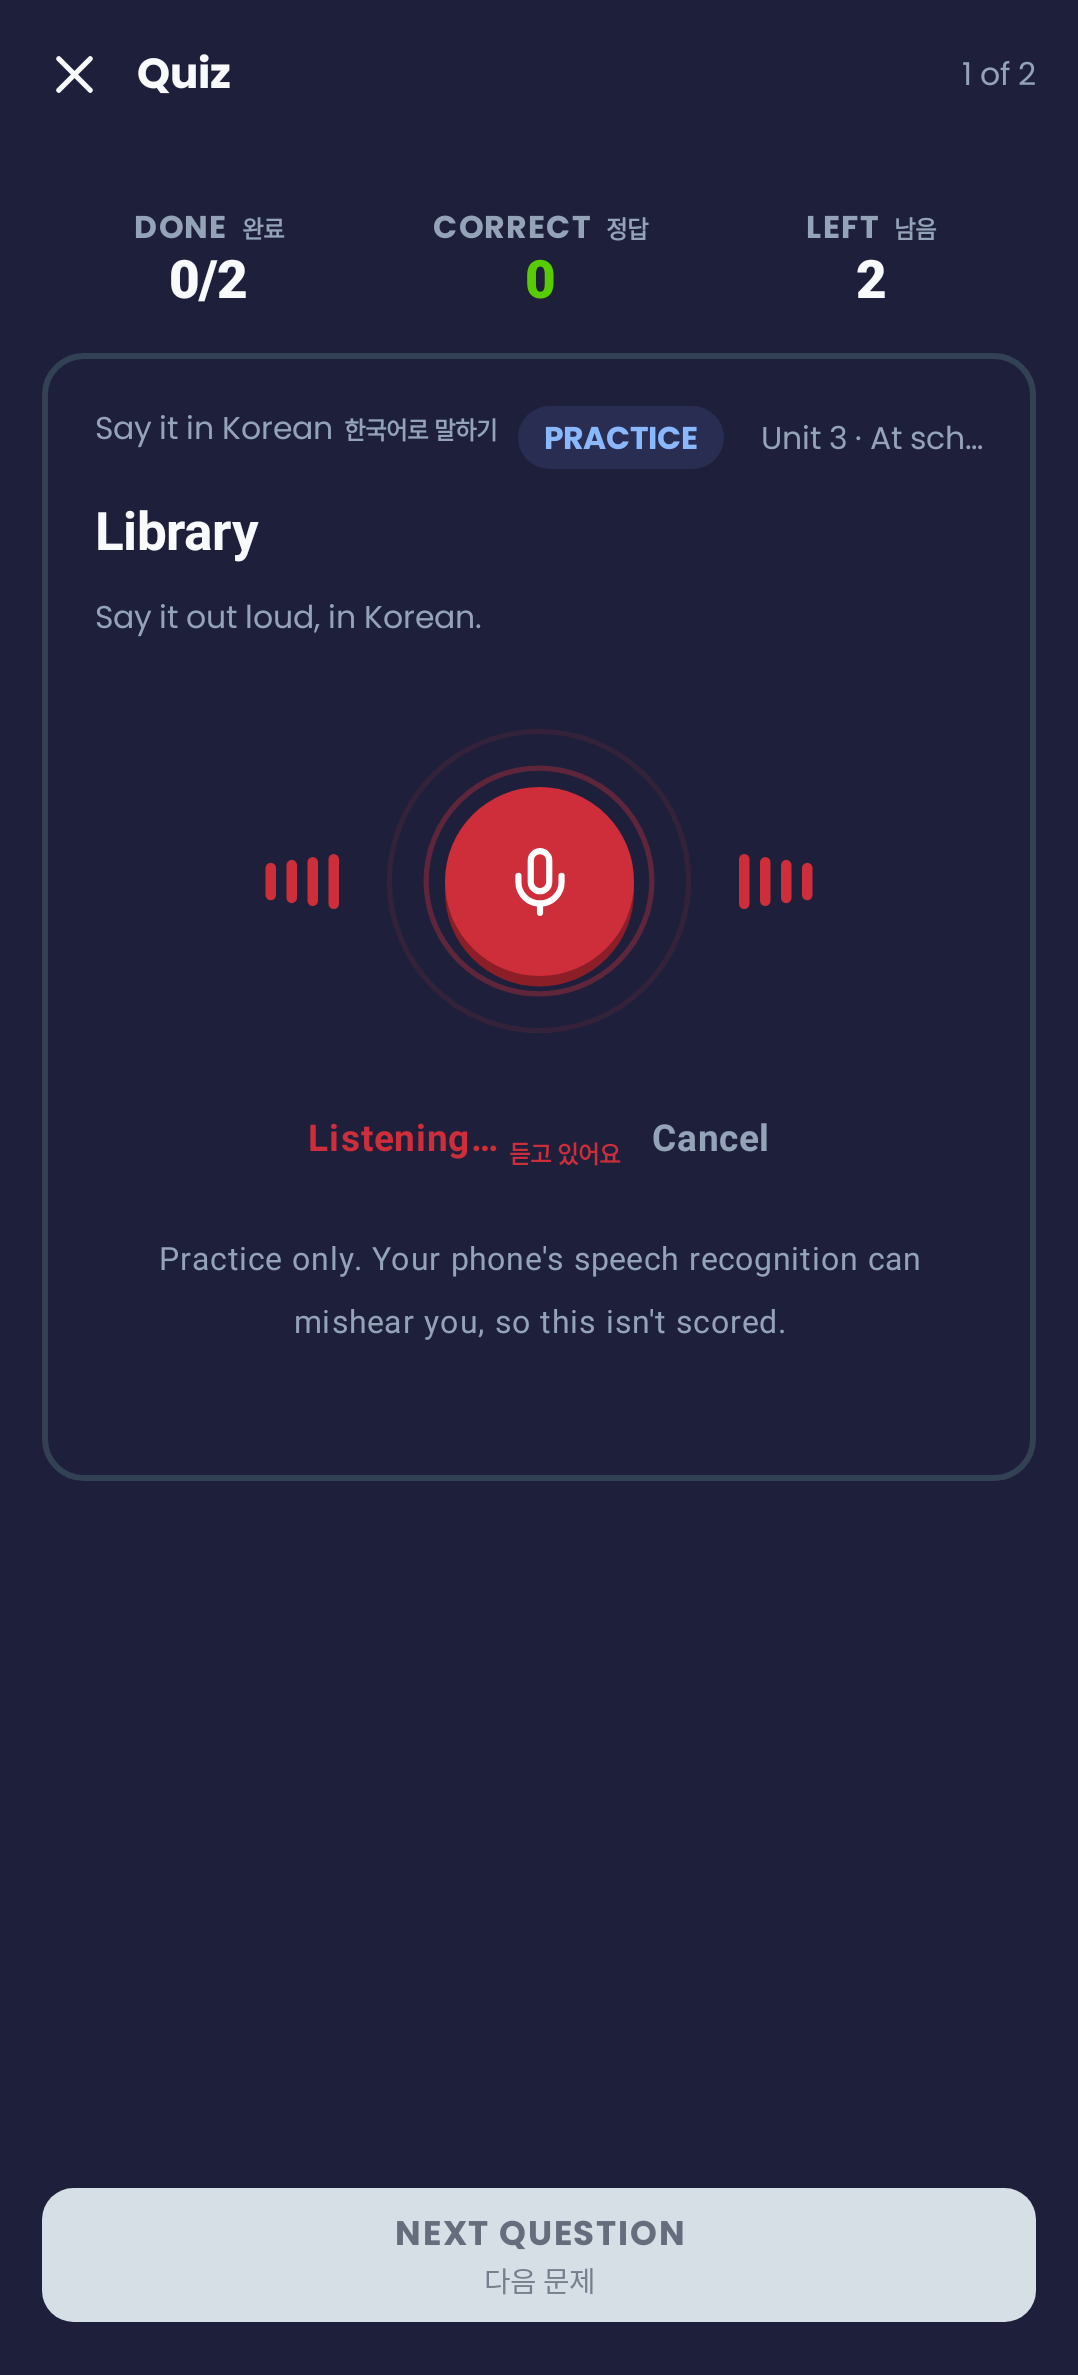 Quiz
1 of 2
DONE 완료
CORRECT 정답
LEFT 남음
0/2
0
2
Say it in Korean 한국어로 말하기
PRACTICE
Unit 3 · At sch...
Library
Say it out loud, in Korean.
Listening... 듣고 있어요
Cancel
Practice only. Your phone's speech recognition can
mishear you, so this isn't scored.
NEXT QUESTION
다음 문제